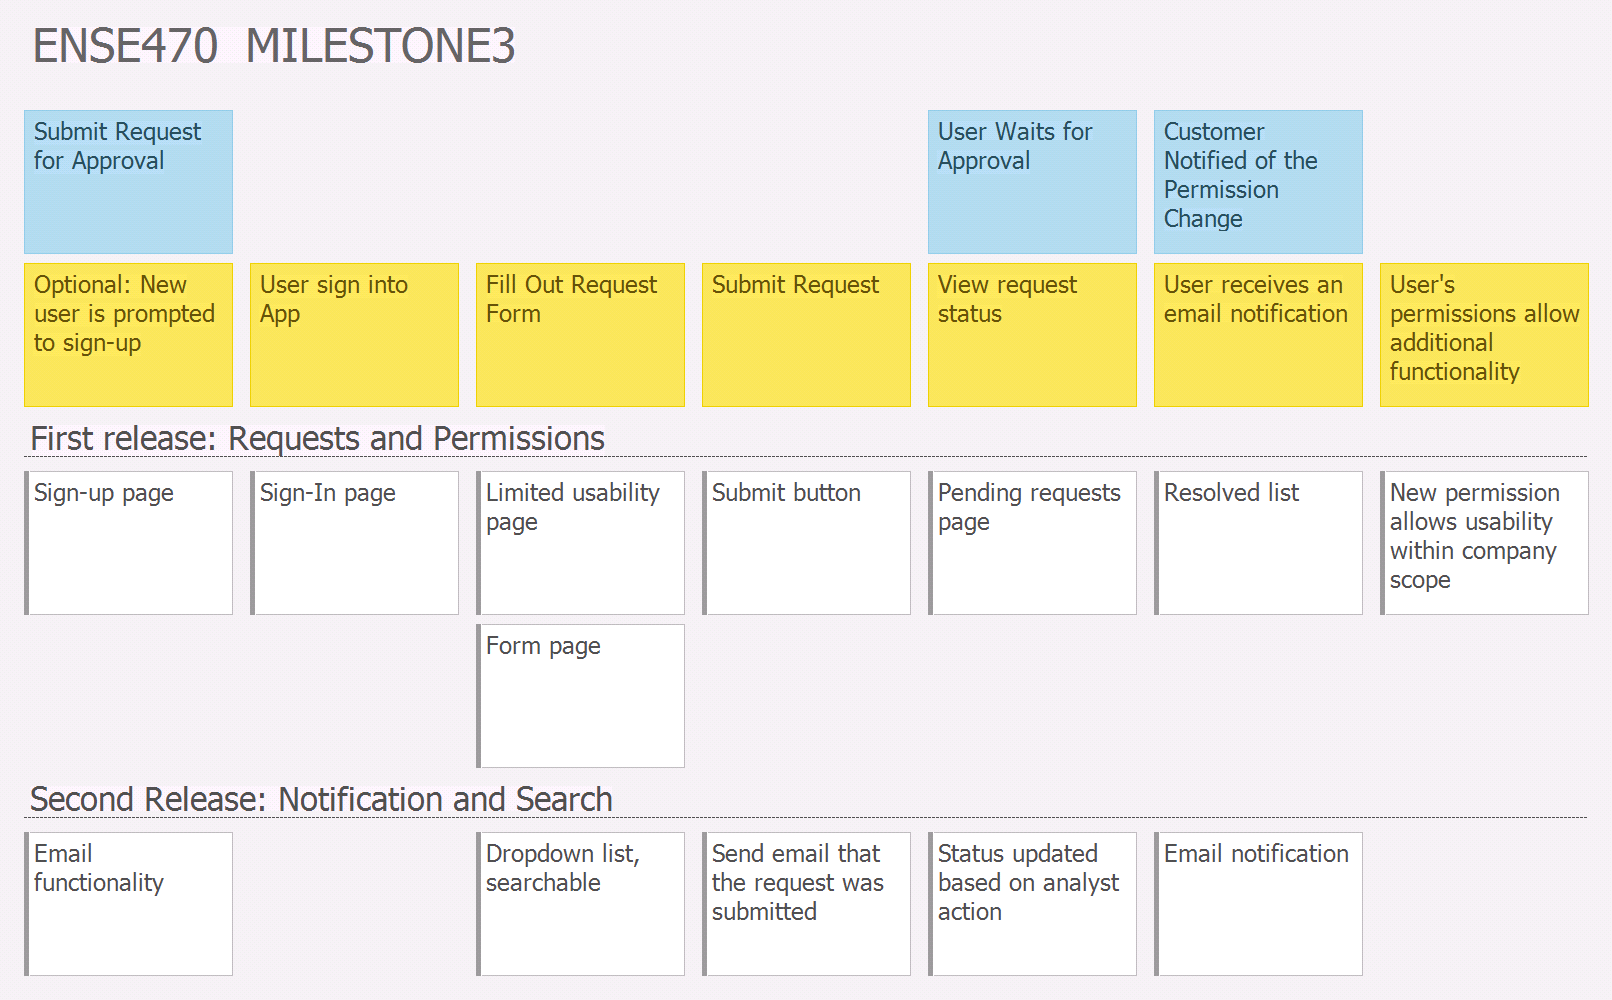 ENSE470  MILESTONE3
Submit Request
for Approval
User Waits for
Approval
Customer
Notified of the
Permission
Change
Optional: New
user is prompted
to sign-up
User sign into
App
Fill Out Request
Form
Submit Request
View request
status
User receives an
email notification
User's
permissions allow
additional
functionality
First release: Requests and Permissions
Sign-up page
Sign-In page
Limited usability
page
Submit button
Pending requests
page
Resolved list
New permission
allows usability
within company
scope
Form page
Second Release: Notification and Search
Email
functionality
Dropdown list,
searchable
Send email that
the request was
submitted
Status updated
based on analyst
action
Email notification